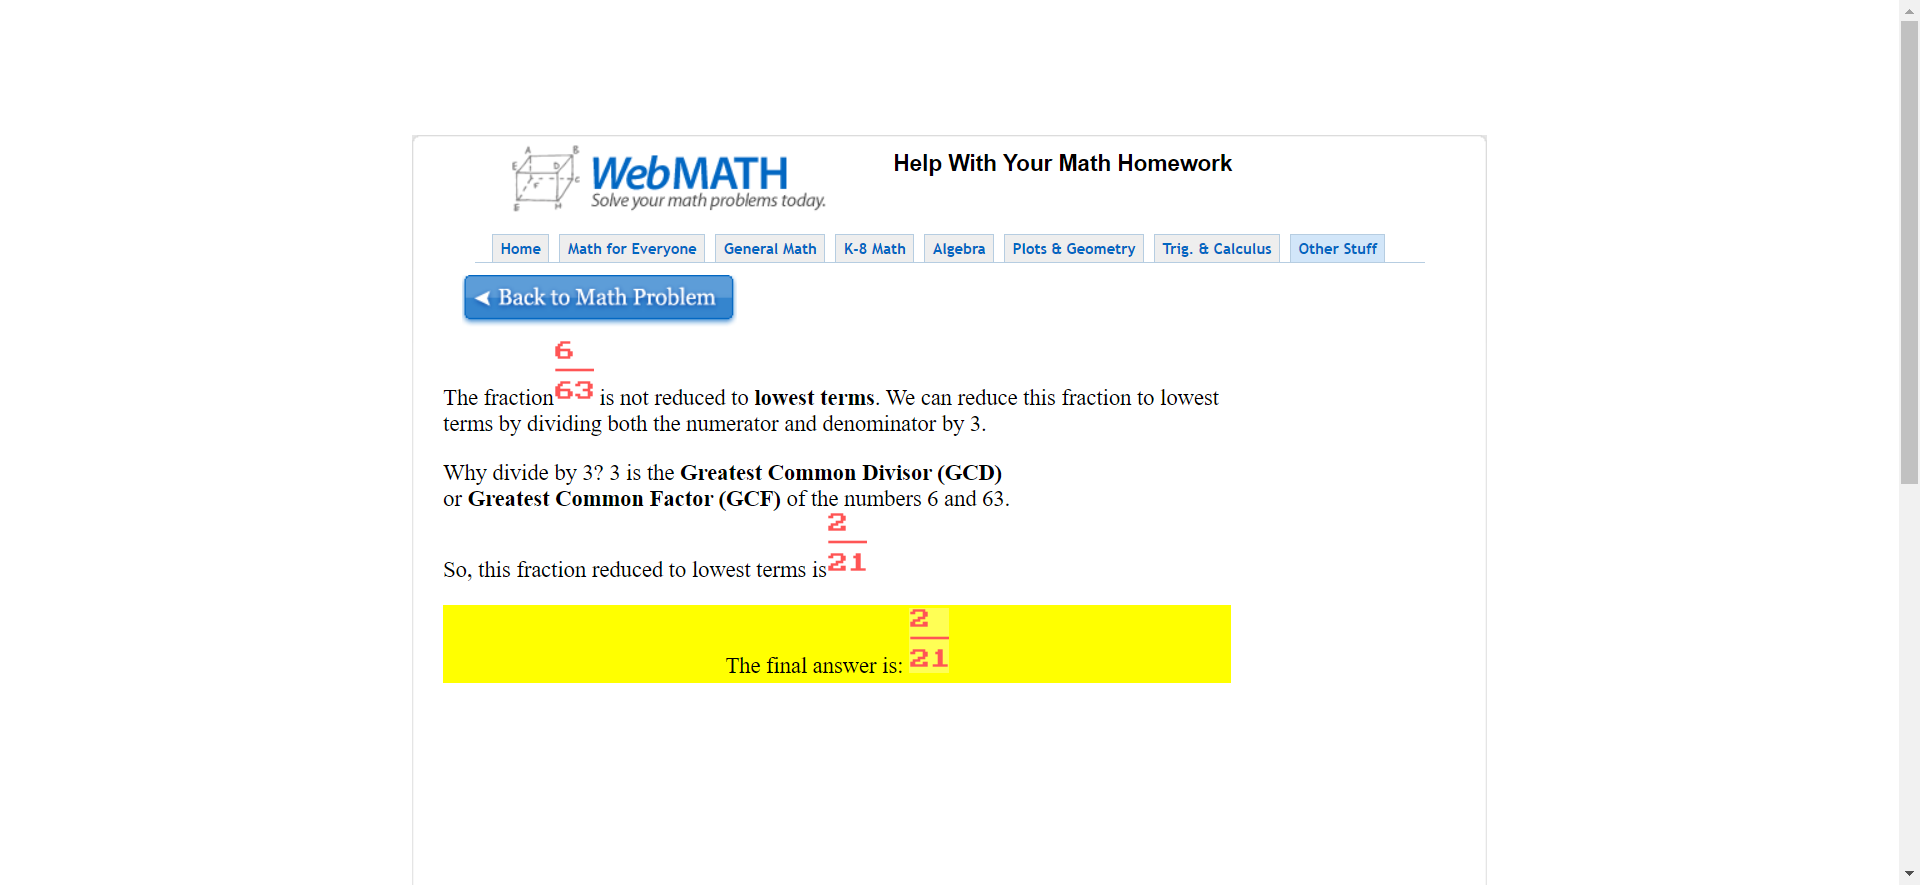 A B
E D
F C
E H
WebMATH
Solve your math problems today.
Help With Your Math Homework
Home Math for Everyone General Math K-8 Math Algebra Plots & Geometry Trig. & Calculus Other Stuff
Back to Math Problem
6
The fraction 63 is not reduced to lowest terms. We can reduce this fraction to lowest
terms by dividing both the numerator and denominator by 3.
Why divide by 3? 3 is the Greatest Common Divisor (GCD)
or Greatest Common Factor (GCF) of the numbers 6 and 63.
2
So, this fraction reduced to lowest terms is 21
2
The final answer is: 21